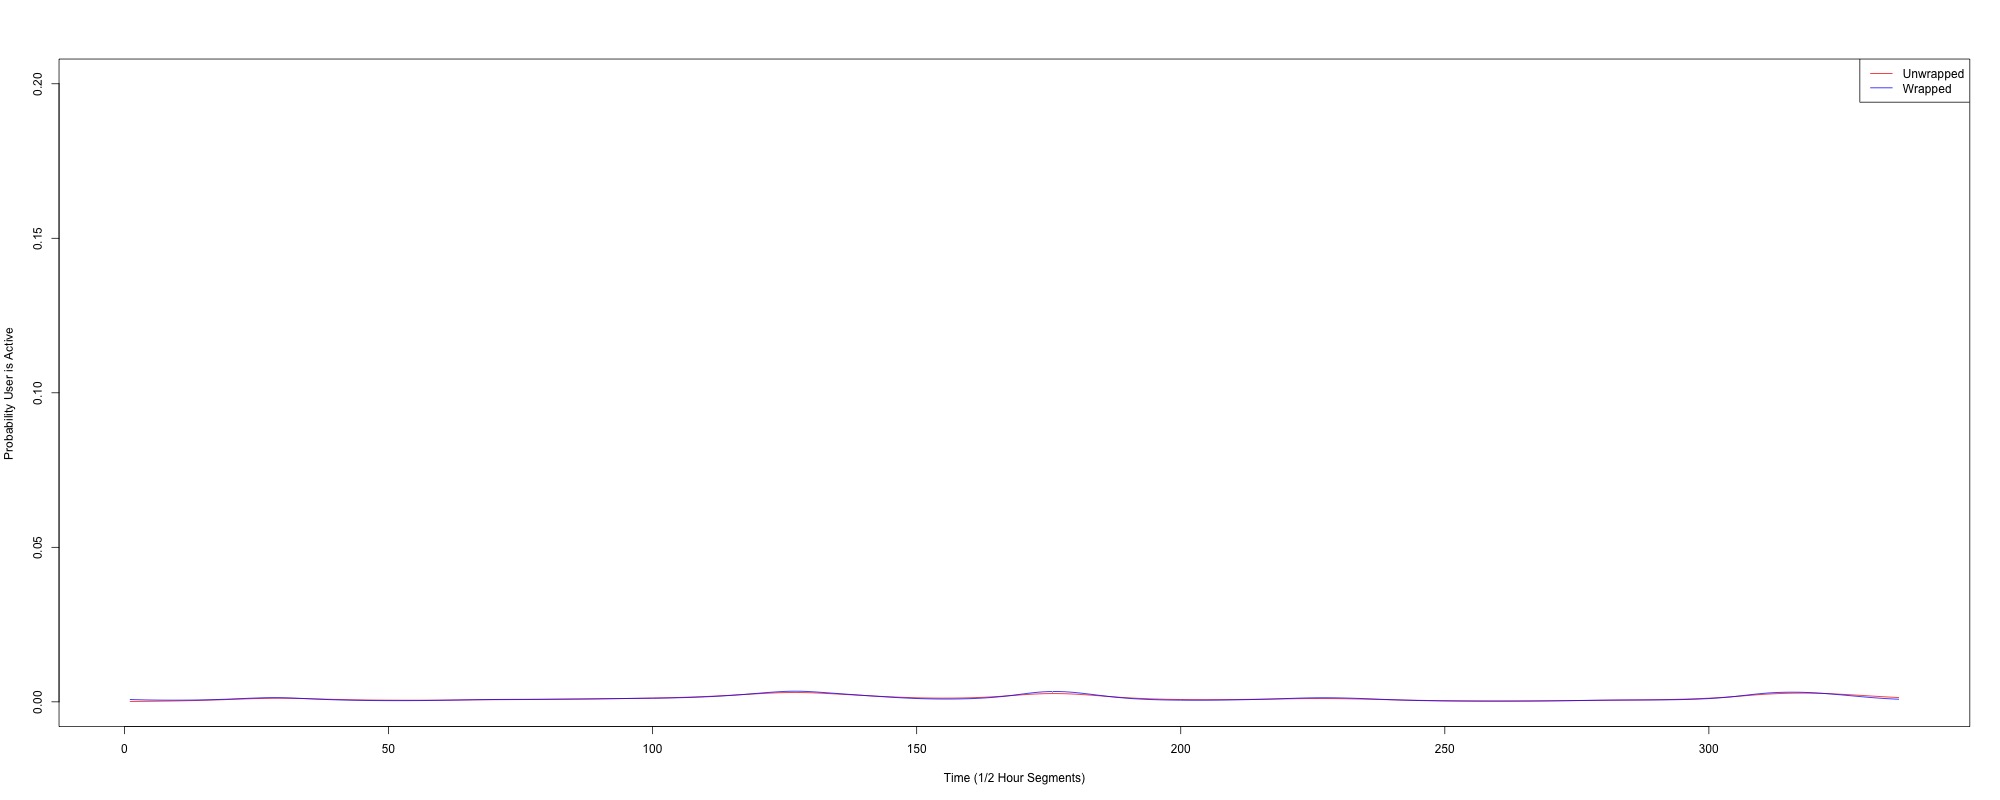 Unwrapped
Wrapped
0.20
0.15
0.10
0.05
0.00
Probability User is Active
0 50 100 150 200 250 300
Time (1/2 Hour Segments)